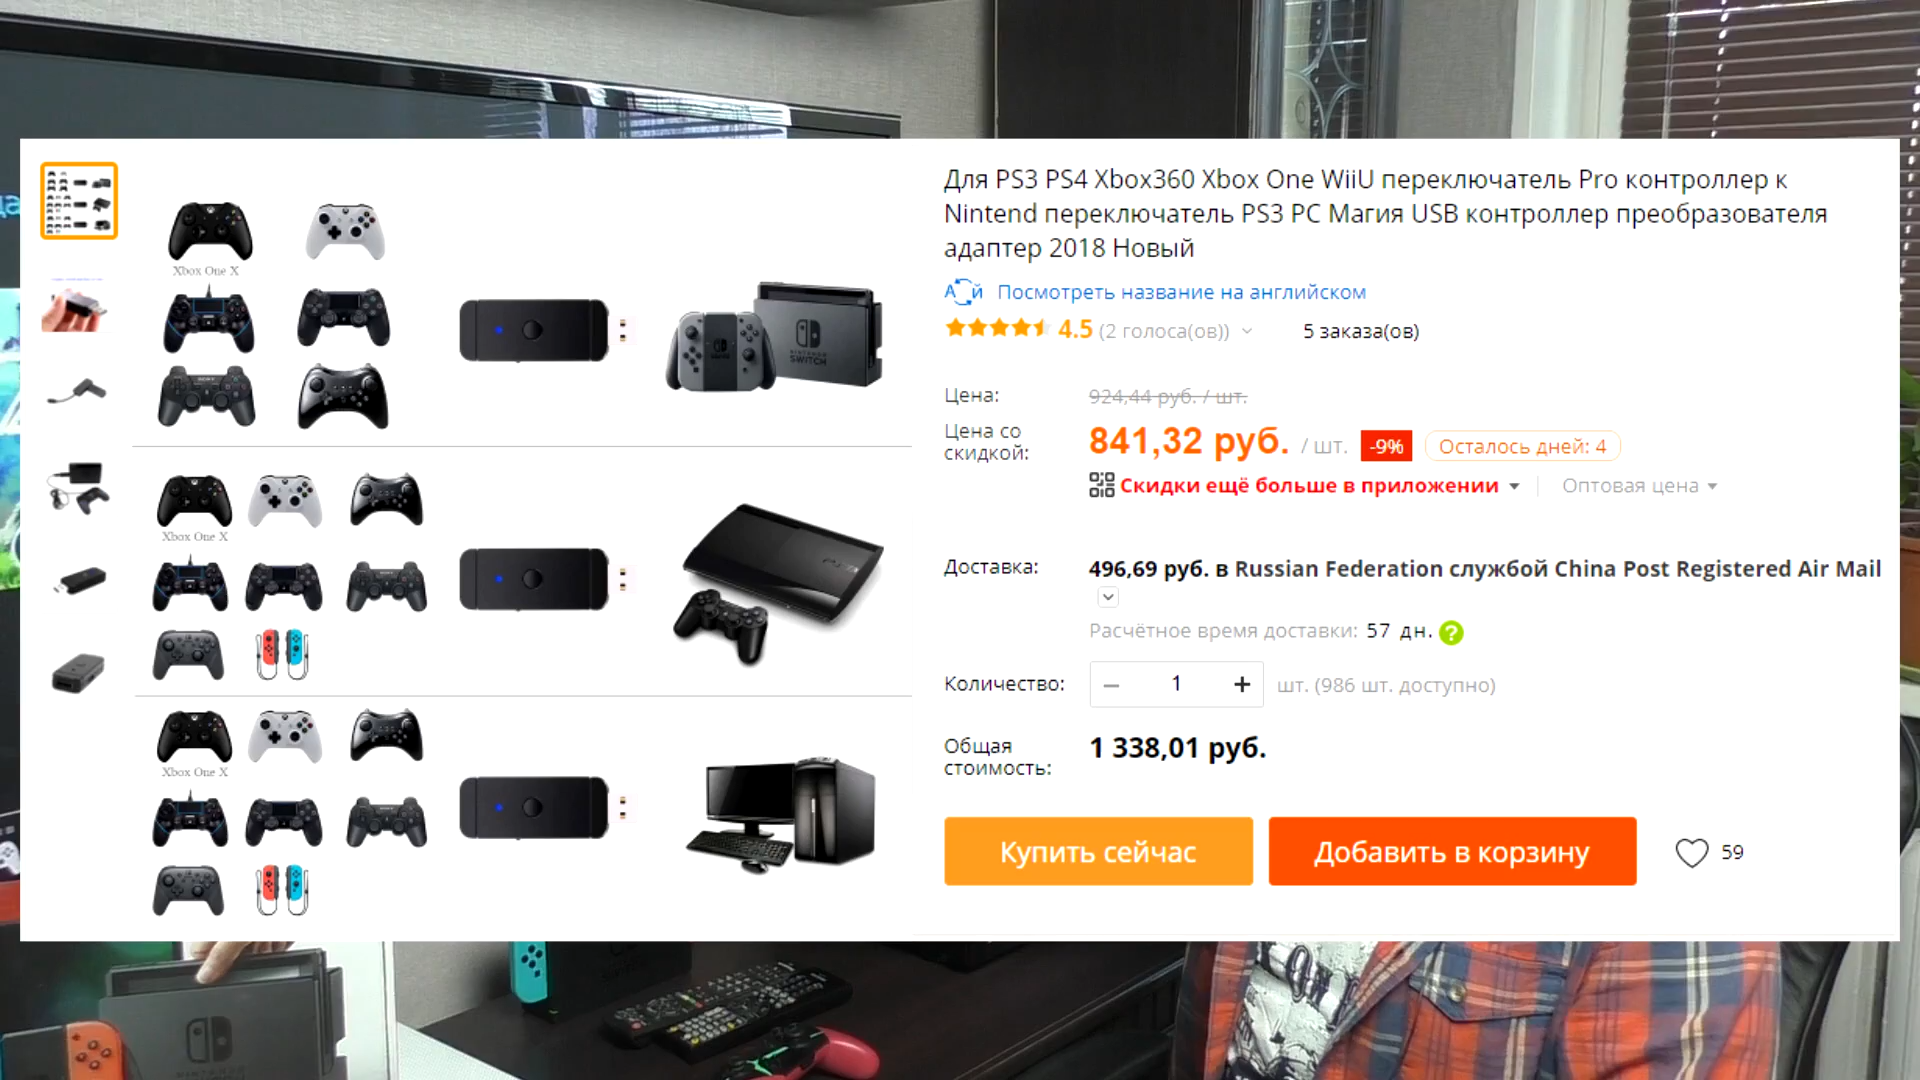 Для PS3 PS4 Xbox360 Xbox One WiiU переключатель Pro контроллер к
Nintend переключатель PS3 PC Магия USB контроллер преобразователя
адаптер 2018 Новый
Посмотреть название на английском
4.5 (2 голоса(ов)) 5 заказа(ов)
Цена: 924,44 руб. / шт.
Цена со
скидкой: 841,32 руб. / шт. -9% Осталось дней: 4
Скидки ещё больше в приложении Оптовая цена
Доставка: 496,69 руб. в Russian Federation службой China Post Registered Air Mail
Расчётное время доставки: 57 дн. ?
Количество: − 1 + шт. (986 шт. доступно)
Общая
стоимость: 1 338,01 руб.
Купить сейчас Добавить в корзину 59
Xbox One X
NINTENDO
SWITCH
Xbox One X
Xbox One X